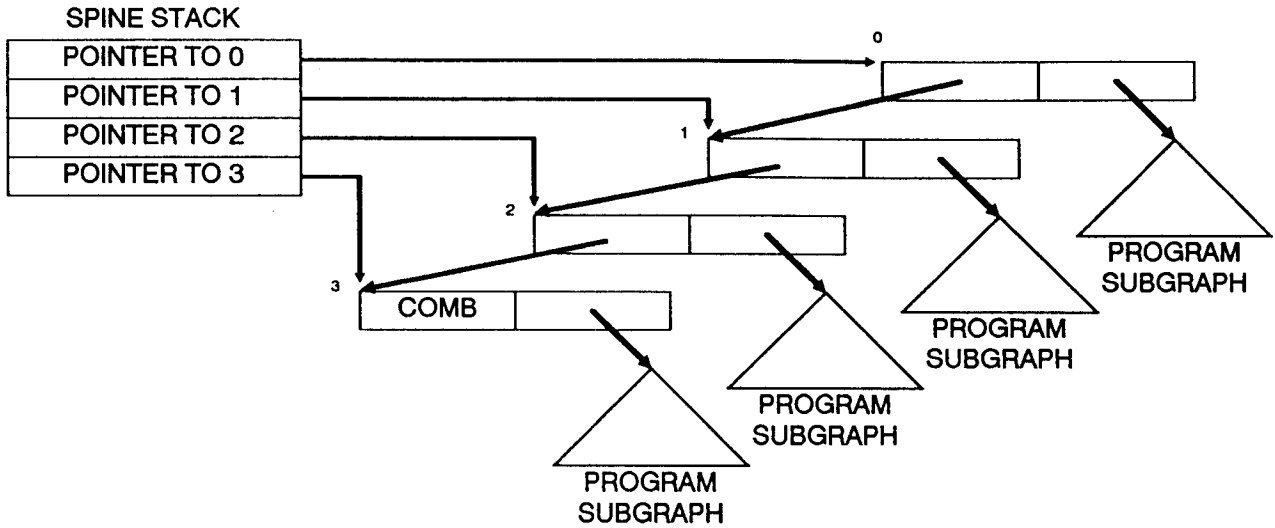 SPINE STACK
POINTER TO 0
POINTER TO 1
POINTER TO 2
POINTER TO 3
0
1
2
3
COMB
PROGRAM
SUBGRAPH
PROGRAM
SUBGRAPH
PROGRAM
SUBGRAPH
PROGRAM
SUBGRAPH